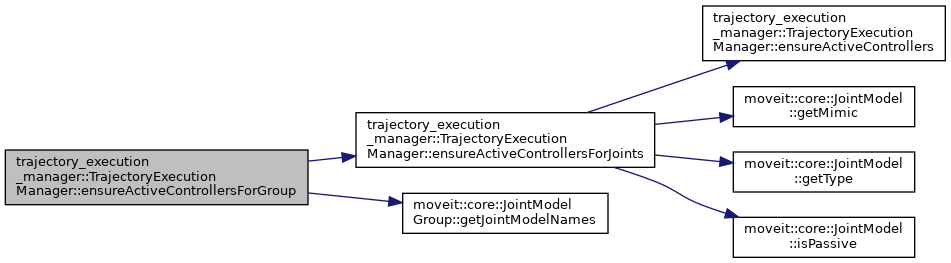 trajectory_execution
_manager::TrajectoryExecution
Manager::ensureActiveControllersForGroup
trajectory_execution
_manager::TrajectoryExecution
Manager::ensureActiveControllersForJoints
moveit::core::JointModel
Group::getJointModelNames
trajectory_execution
_manager::TrajectoryExecution
Manager::ensureActiveControllers
moveit::core::JointModel
::getMimic
moveit::core::JointModel
::getType
moveit::core::JointModel
::isPassive